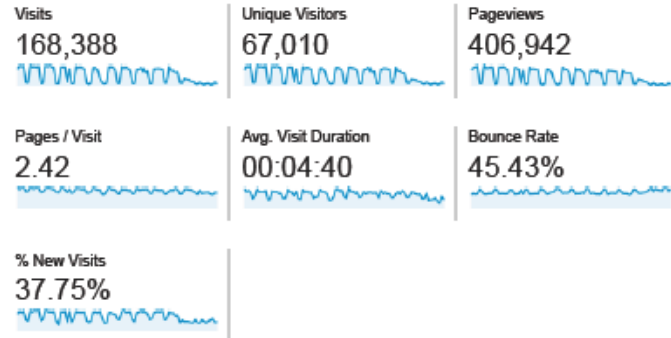 Visits
168,388
Unique Visitors
67,010
Pageviews
406,942
Pages / Visit
2.42
Avg. Visit Duration
00:04:40
Bounce Rate
45.43%
% New Visits
37.75%